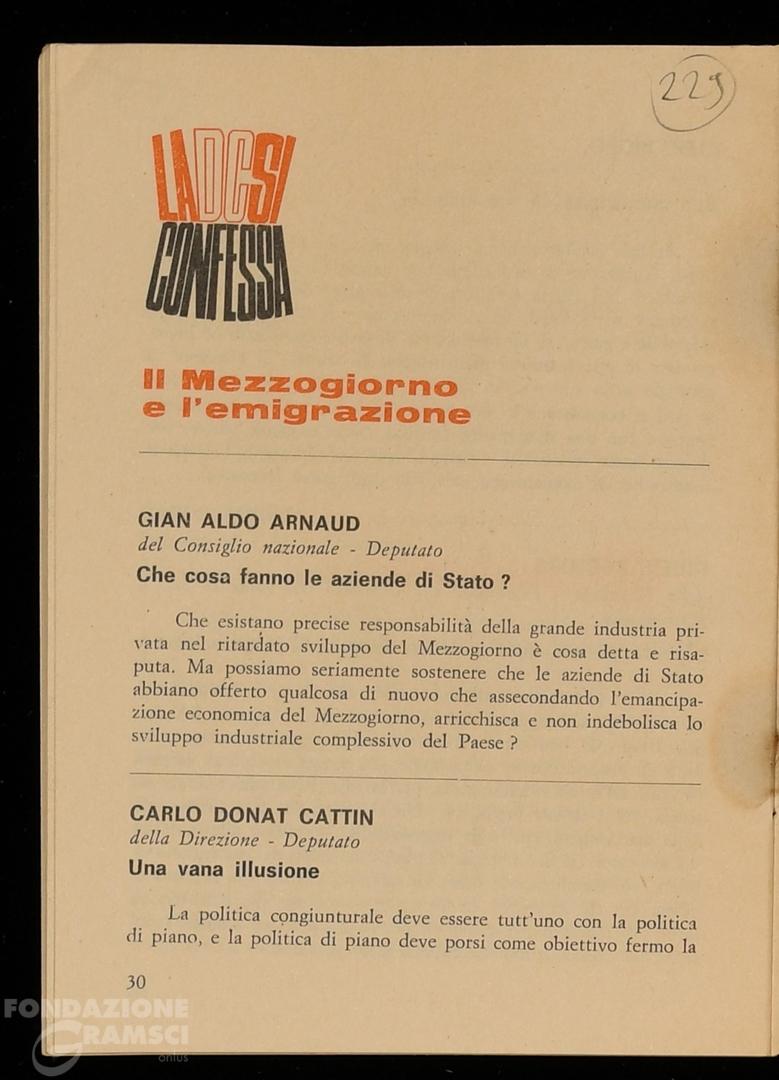 229
LA DC SI
CONFESSA
Il Mezzogiorno
e l'emigrazione
GIAN ALDO ARNAUD
del Consiglio nazionale - Deputato
Che cosa fanno le aziende di Stato ?
Che esistano precise responsabilità della grande industria pri-
vata nel ritardato sviluppo del Mezzogiorno è cosa detta e risa-
puta. Ma possiamo seriamente sostenere che le aziende di Stato
abbiano offerto qualcosa di nuovo che assecondando l'emancipa-
zione economica del Mezzogiorno, arricchisca e non indebolisca lo
sviluppo industriale complessivo del Paese ?
CARLO DONAT CATTIN
della Direzione - Deputato
Una vana illusione
La politica congiunturale deve essere tutt'uno con la politica
di piano, e la politica di piano deve porsi come obiettivo fermo la
30
FONDAZIONE
GRAMSCI
onlus